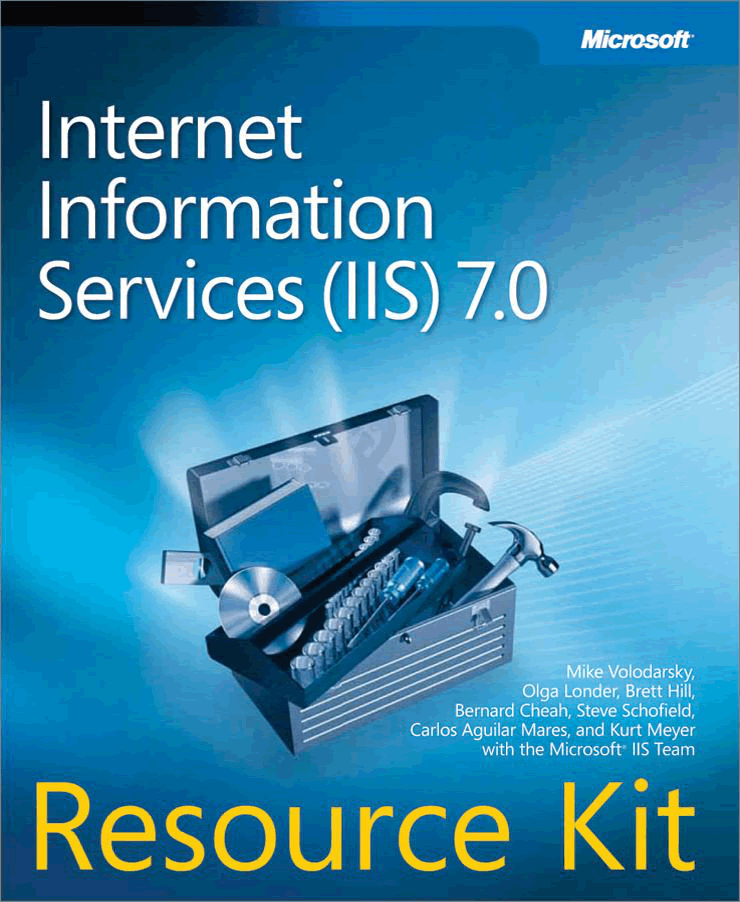 Microsoft®
Internet
Information
Services (IIS) 7.0
Mike Volodarsky,
Olga Londer, Brett Hill,
Bernard Cheah, Steve Schofield,
Carlos Aguilar Mares, and Kurt Meyer
with the Microsoft® IIS Team
Resource Kit